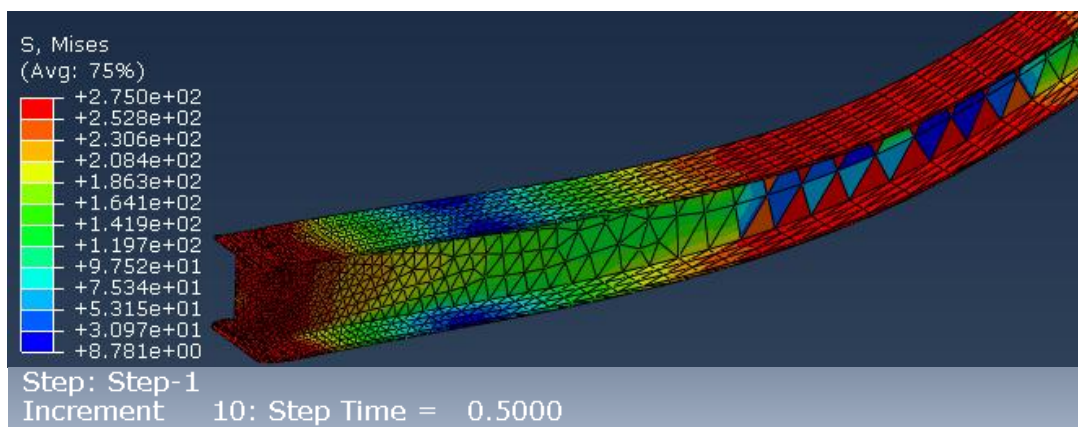 S, Mises
(Avg: 75%)
+2.750e+02
+2.528e+02
+2.306e+02
+2.084e+02
+1.863e+02
+1.641e+02
+1.419e+02
+1.197e+02
+9.752e+01
+7.534e+01
+5.315e+01
+3.097e+01
+8.781e+00
Step: Step-1
Increment 10: Step Time = 0.5000